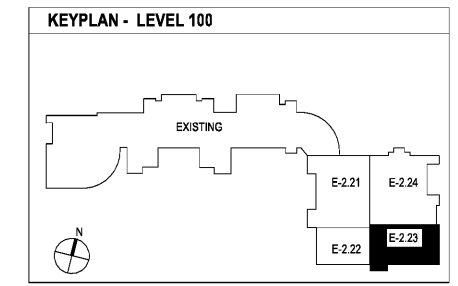 KEYPLAN - LEVEL 100
EXISTING
E-2.21
E-2.24
E-2.23
E-2.22
N